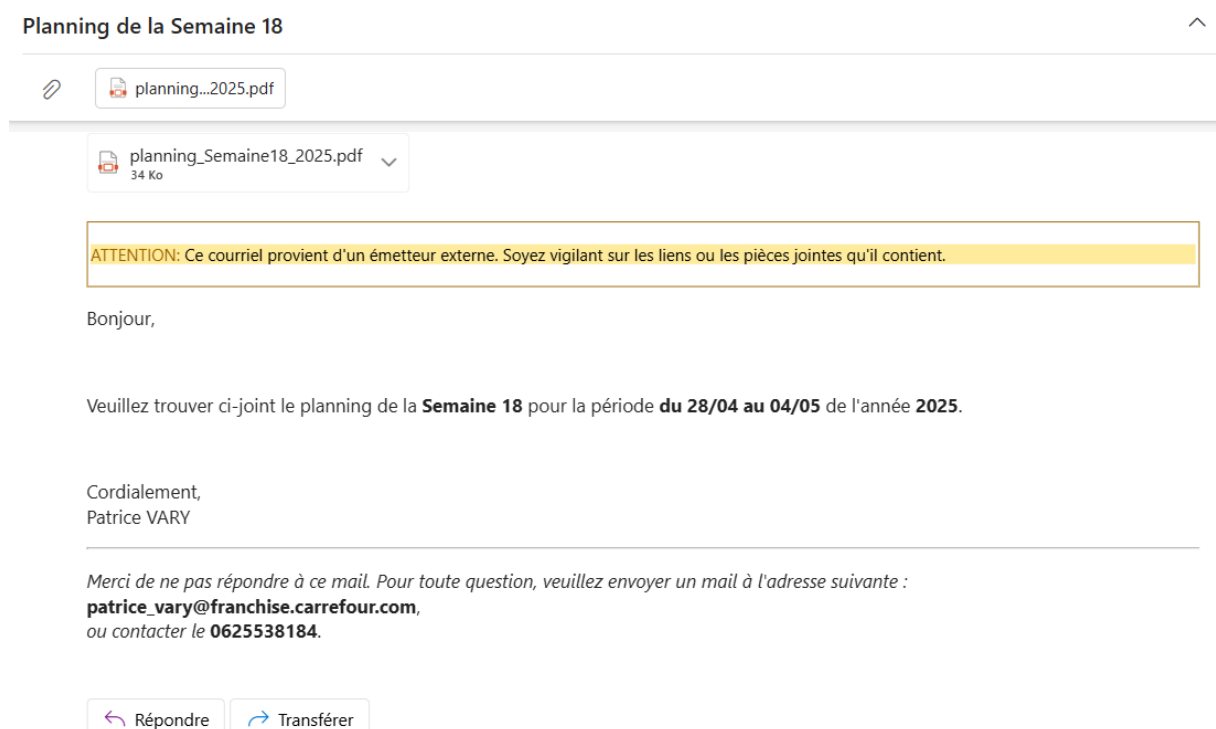 Planning de la Semaine 18
planning...2025.pdf
planning_Semaine18_2025.pdf
34 Ko
ATTENTION: Ce courriel provient d'un émetteur externe. Soyez vigilant sur les liens ou les pièces jointes qu'il contient.
Bonjour,
Veuillez trouver ci-joint le planning de la Semaine 18 pour la période du 28/04 au 04/05 de l'année 2025.
Cordialement,
Patrice VARY
Merci de ne pas répondre à ce mail. Pour toute question, veuillez envoyer un mail à l'adresse suivante :
patrice_vary@franchise.carrefour.com,
ou contacter le 0625538184.
Répondre
Transférer